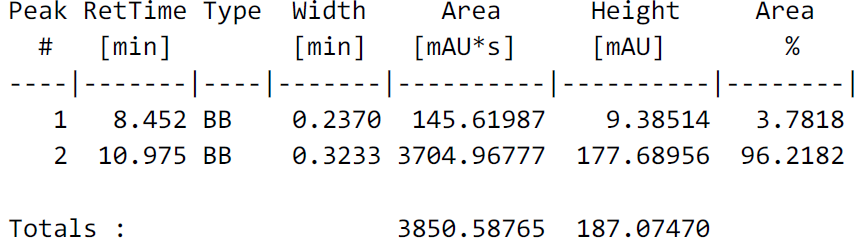 Peak RetTime Type  Width     Area      Height     Area
  #   [min]        [min]   [mAU*s]     [mAU]        %
----|-------|----|-------|----------|----------|--------|
   1   8.452 BB    0.2370  145.61987    9.38514   3.7818
   2  10.975 BB    0.3233 3704.96777  177.68956  96.2182
Totals :                  3850.58765  187.07470